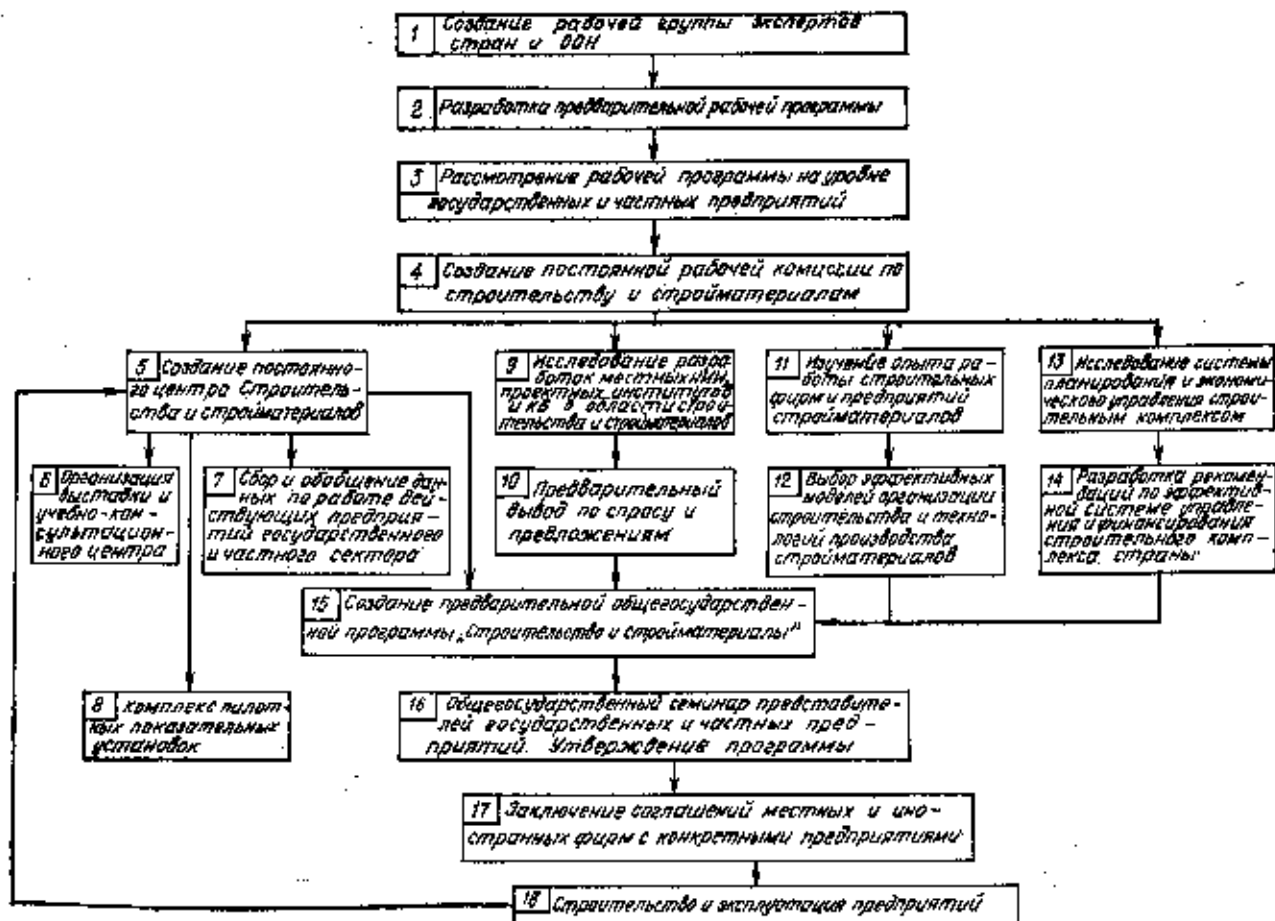 1 Создание рабочей группы экспертов
стран и ООН
2 Разработка предварительной рабочей программы
3 Рассмотрение рабочей программы на уровне
государственных и частных предприятий
4 Создание постоянной рабочей комиссии по
строительству и стройматериалам
5 Создание постоянно-
го центра Строитель-
ства и стройматериалов
9 Исследование разра-
боток местных НИИ,
проектных институтов
и КБ в области строи-
тельства и стройматериалов
11 Изучение опыта ра-
боты строительных
фирм и предприятий
стройматериалов
13 Исследование системы
планирования и экономи-
ческого управления строи-
тельным комплексом
6 Организация
выставки и
учебно-кон-
сультацион-
ного центра
7 Сбор и обобщение дан-
ных по работе дей-
ствующих предприя-
тий государственного
и частного сектора
10 Предварительный
вывод по спросу и
предложениям
12 Выбор эффективных
моделей организации
строительства и техно-
логий производства
стройматериалов
14 Разработка рекомен-
даций по эффектив-
ной системе управле-
ния и финансирования
строительного комп-
лекса страны
15 Создание предварительной общегосударствен-
ной программы „Строительство и стройматериалы"
8 Комплекс пилот-
ных показательных
установок
16 Общегосударственный семинар представите-
лей государственных и частных пред-
приятий. Утверждение программы
17 Заключение соглашений местных и ино-
странных фирм с конкретными предприятиями
18 Строительство и эксплуатация предприятий